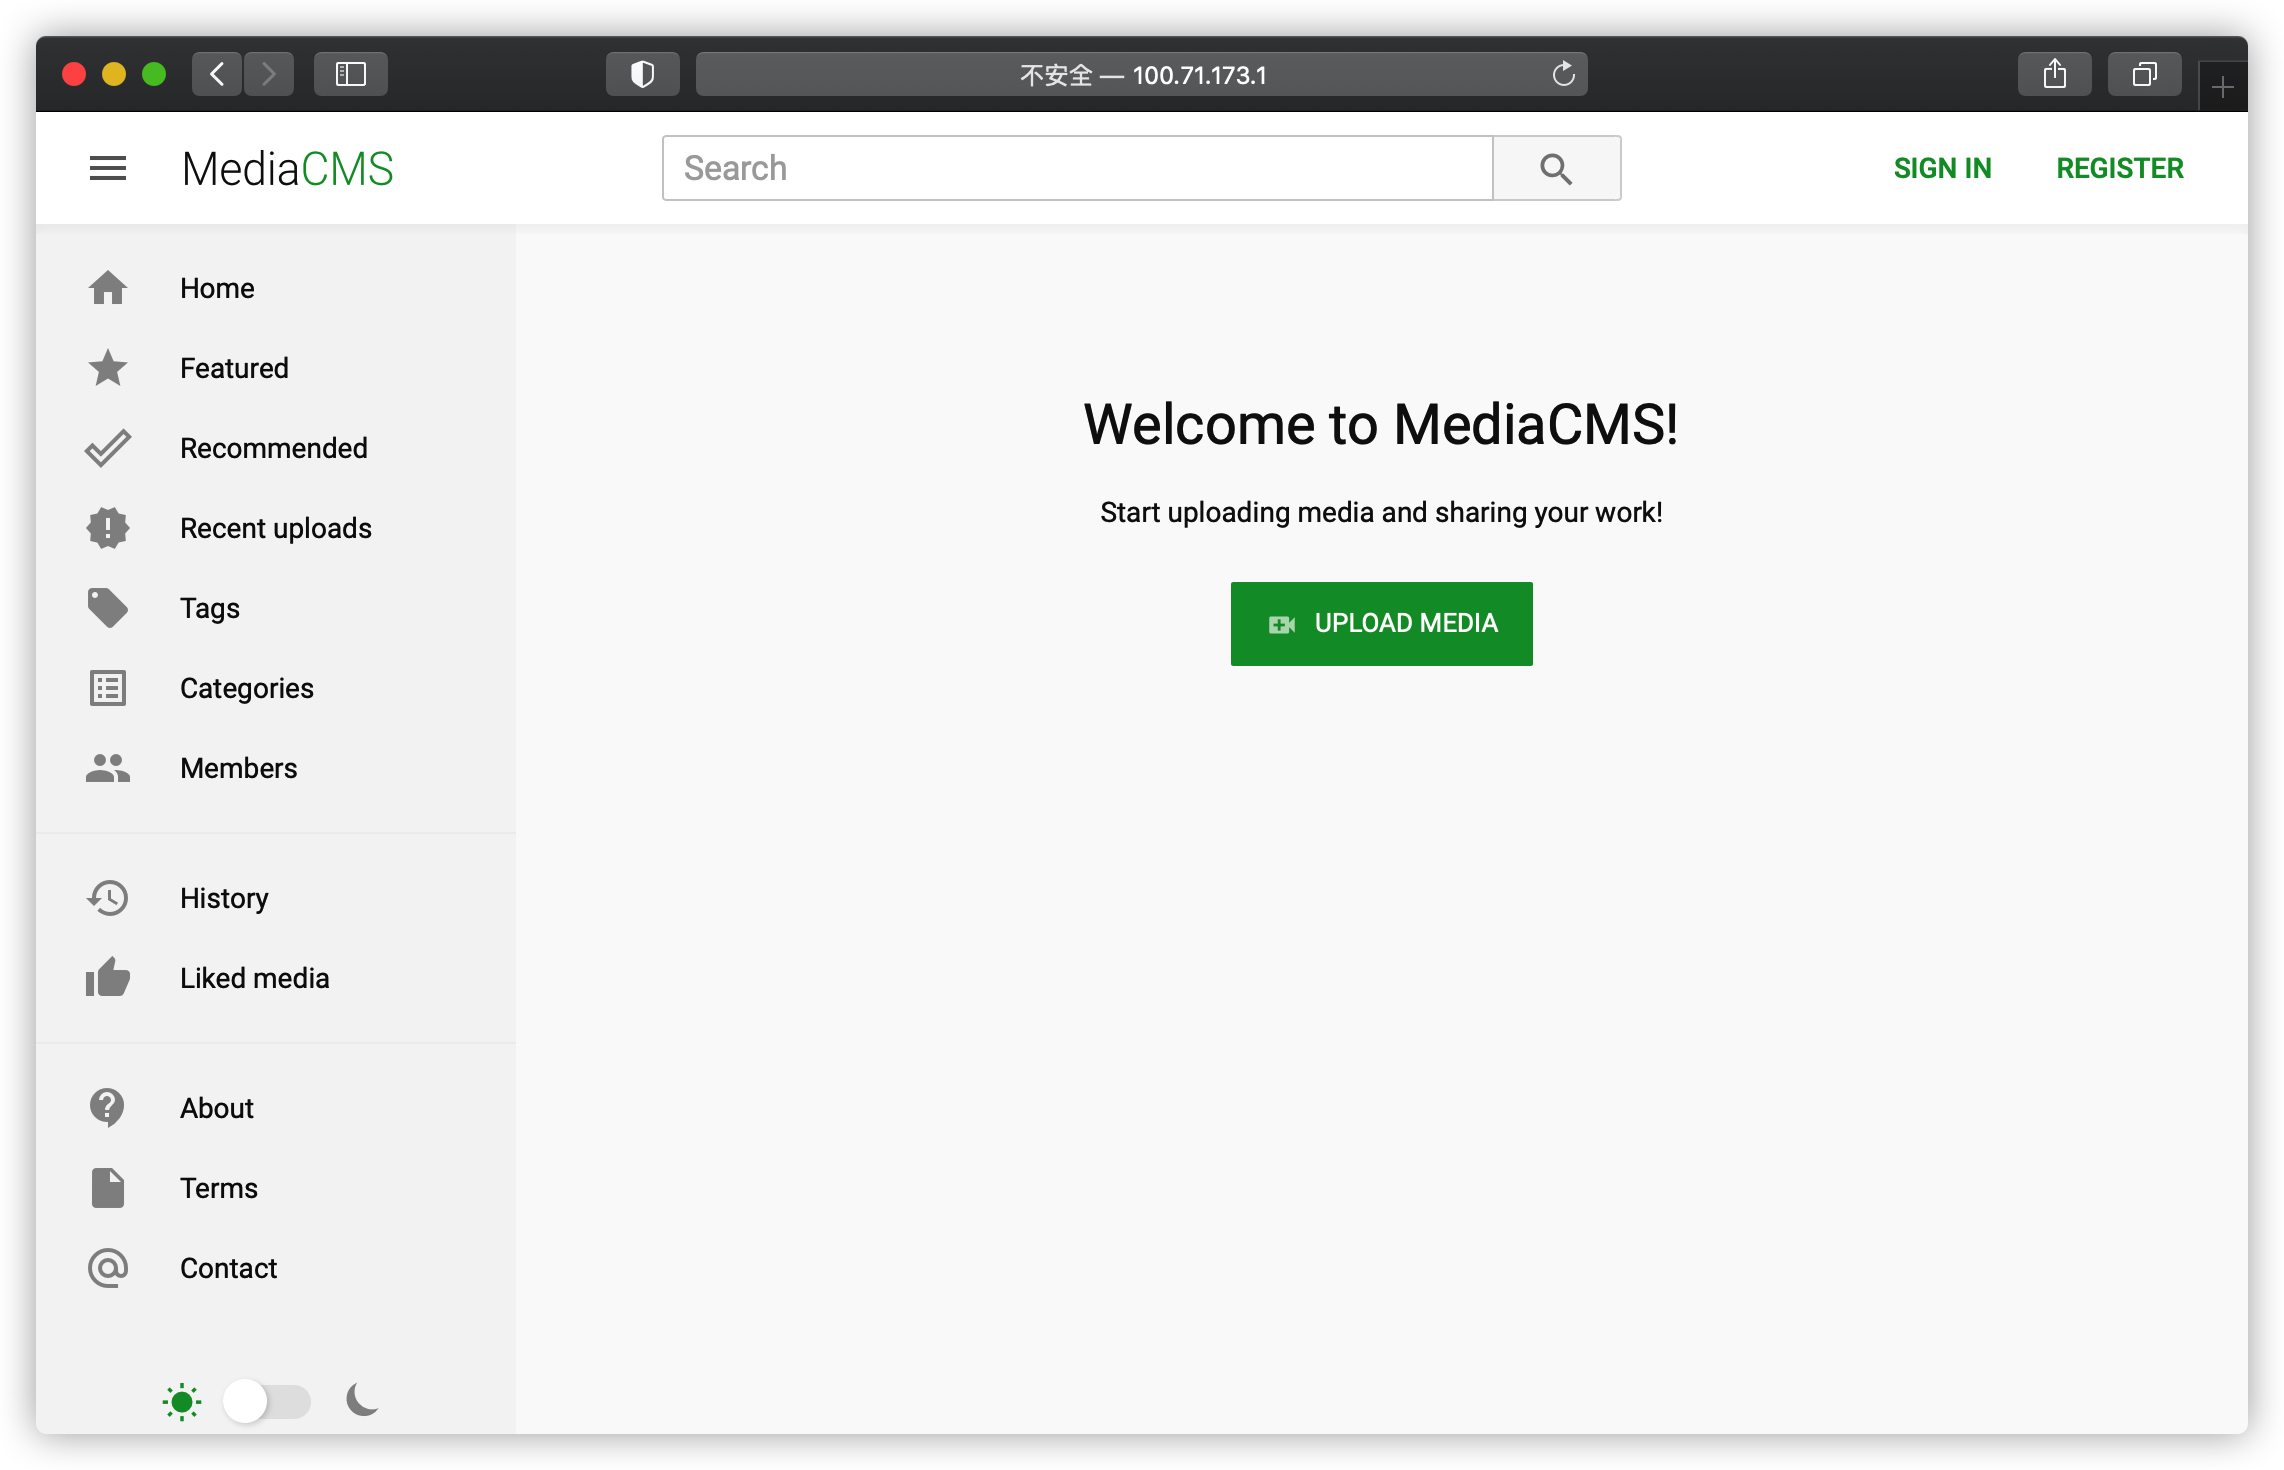 不安全 — 100.71.173.1
MediaCMS
Search
SIGN IN
REGISTER
Home
Featured
Recommended
Recent uploads
Tags
Categories
Members
History
Liked media
About
Terms
Contact
Welcome to MediaCMS!
Start uploading media and sharing your work!
UPLOAD MEDIA